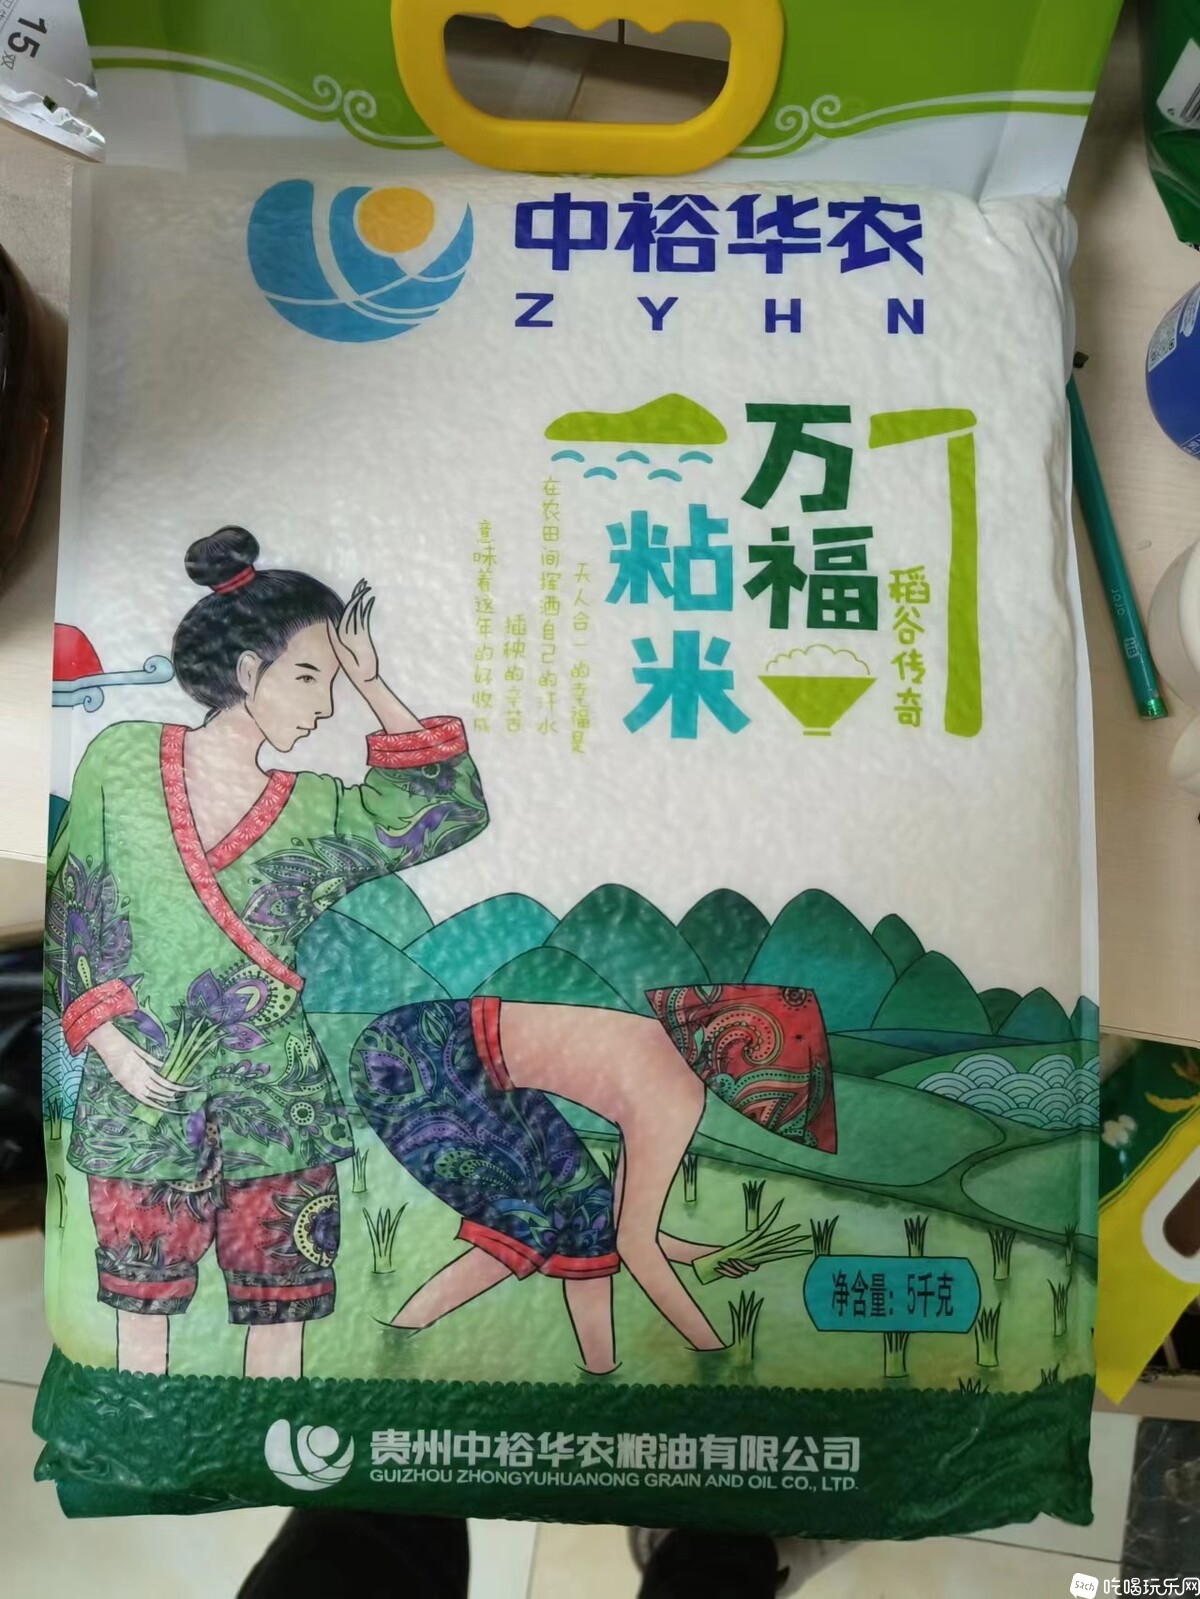 15双
中裕华农
ZYHN
万福
粘米
稻谷传奇
天人合一的幸福是
在农田间挥洒自己的汗水
插秧的辛苦
意味着这年的好收成
净含量：5千克
贵州中裕华农粮油有限公司
GUIZHOU ZHONGYUHUANONG GRAIN AND OIL CO., LTD.
吃喝玩乐网